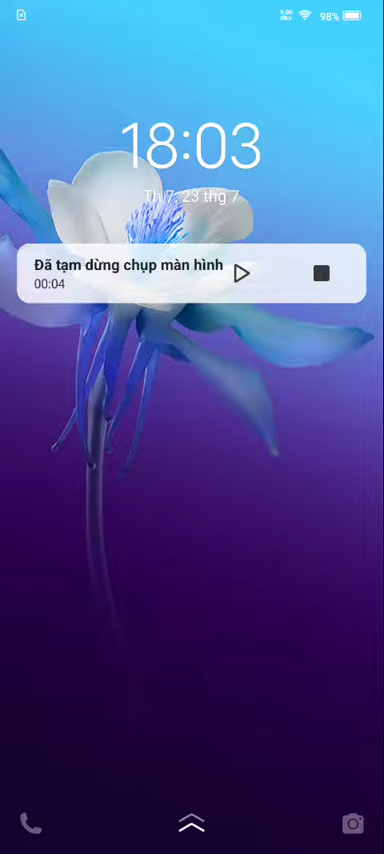 98%
18:03
Th 7, 23 thg 7
Đã tạm dừng chụp màn hình
00:04